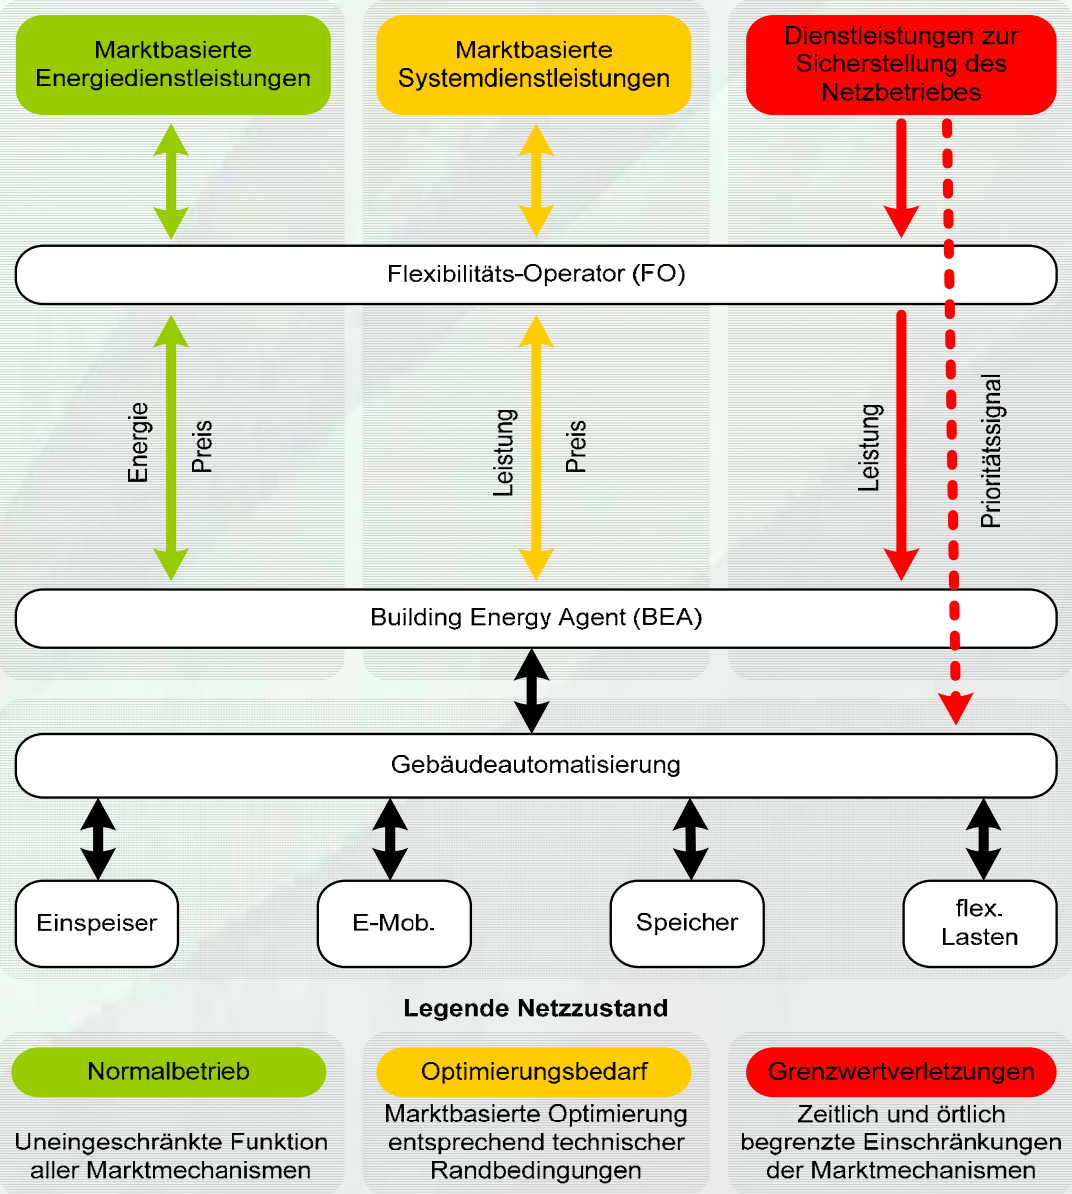 Marktbasierte
Energiedienstleistungen
Marktbasierte
Systemdienstleistungen
Dienstleistungen zur
Sicherstellung des
Netzbetriebes
Flexibilitäts-Operator (FO)
Energie
Preis
Leistung
Preis
Leistung
Prioritätssignal
Building Energy Agent (BEA)
Gebäudeautomatisierung
Einspeiser
E-Mob.
Speicher
flex.
Lasten
Legende Netzzustand
Normalbetrieb
Uneingeschränkte Funktion
aller Marktmechanismen
Optimierungsbedarf
Marktbasierte Optimierung
entsprechend technischer
Randbedingungen
Grenzwertverletzungen
Zeitlich und örtlich
begrenzte Einschränkungen
der Marktmechanismen